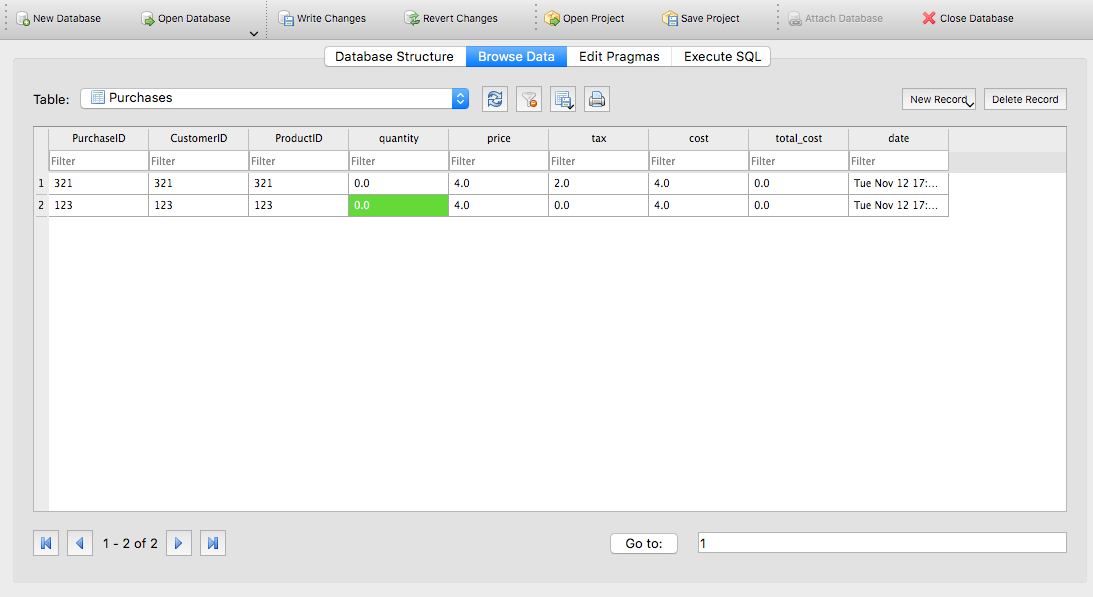 New Database Open Database Write Changes Revert Changes Open Project Save Project Attach Database Close Database
Database Structure Browse Data Edit Pragmas Execute SQL
Table: Purchases New Record Delete Record
PurchaseID CustomerID ProductID quantity price tax cost total_cost date
Filter Filter Filter Filter Filter Filter Filter Filter Filter
1 321 321 321 0.0 4.0 2.0 4.0 0.0 Tue Nov 12 17:...
2 123 123 123 0.0 4.0 0.0 4.0 0.0 Tue Nov 12 17:...
1 - 2 of 2 Go to: 1